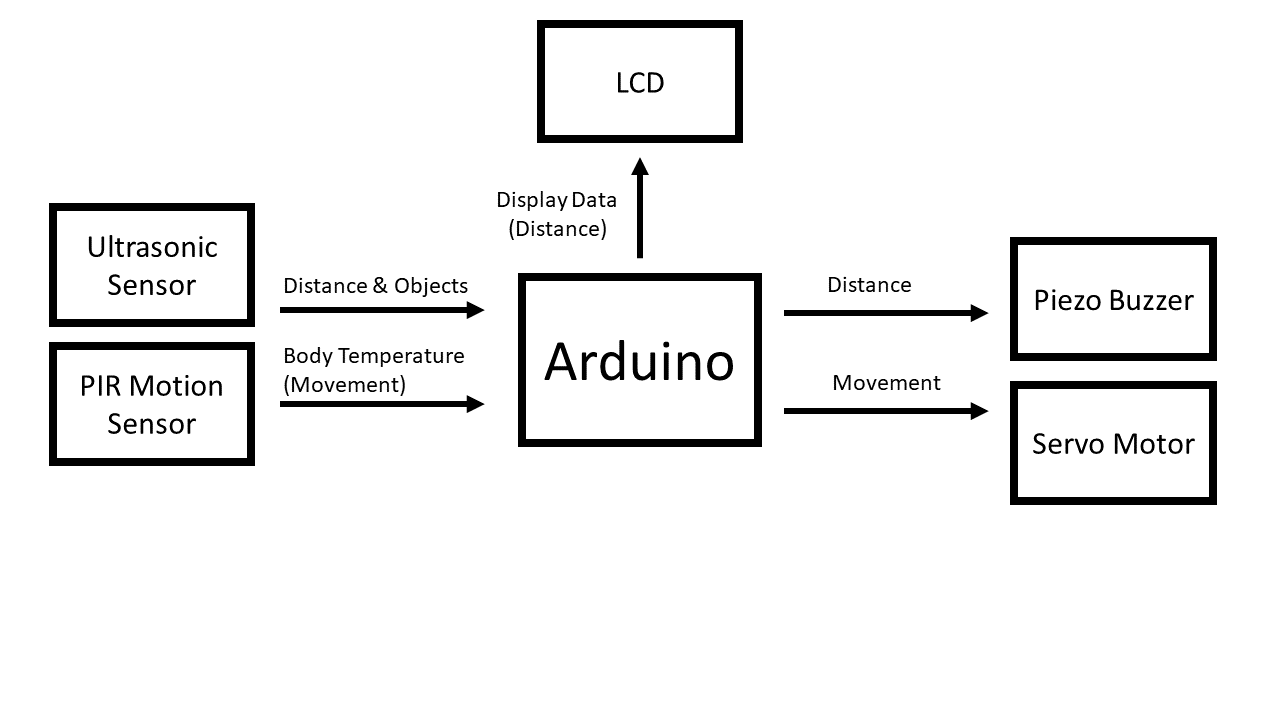 LCD
Display Data
(Distance)
Ultrasonic
Sensor
Distance & Objects
PIR Motion
Sensor
Body Temperature
(Movement)
Arduino
Distance
Piezo Buzzer
Movement
Servo Motor